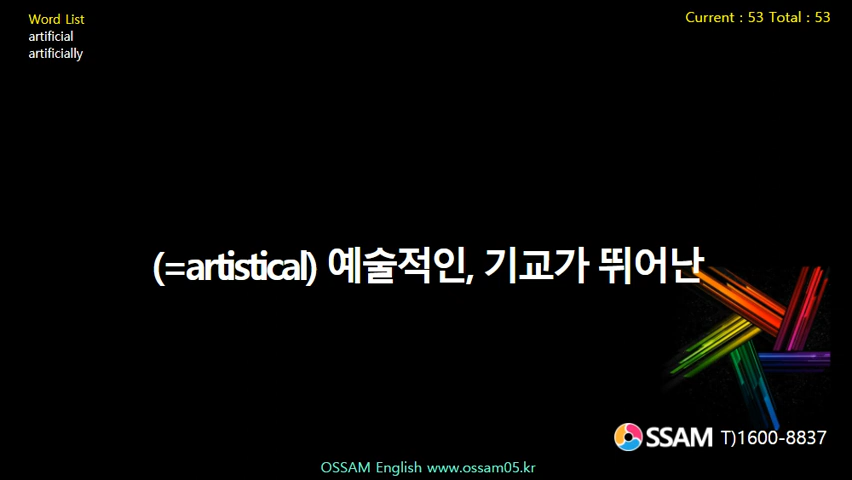 Word List
artificial
artificially
Current : 53 Total : 53
(=artistical) 예술적인, 기교가 뛰어난
OSSAM T)1600-8837
OSSAM English www.ossam05.kr